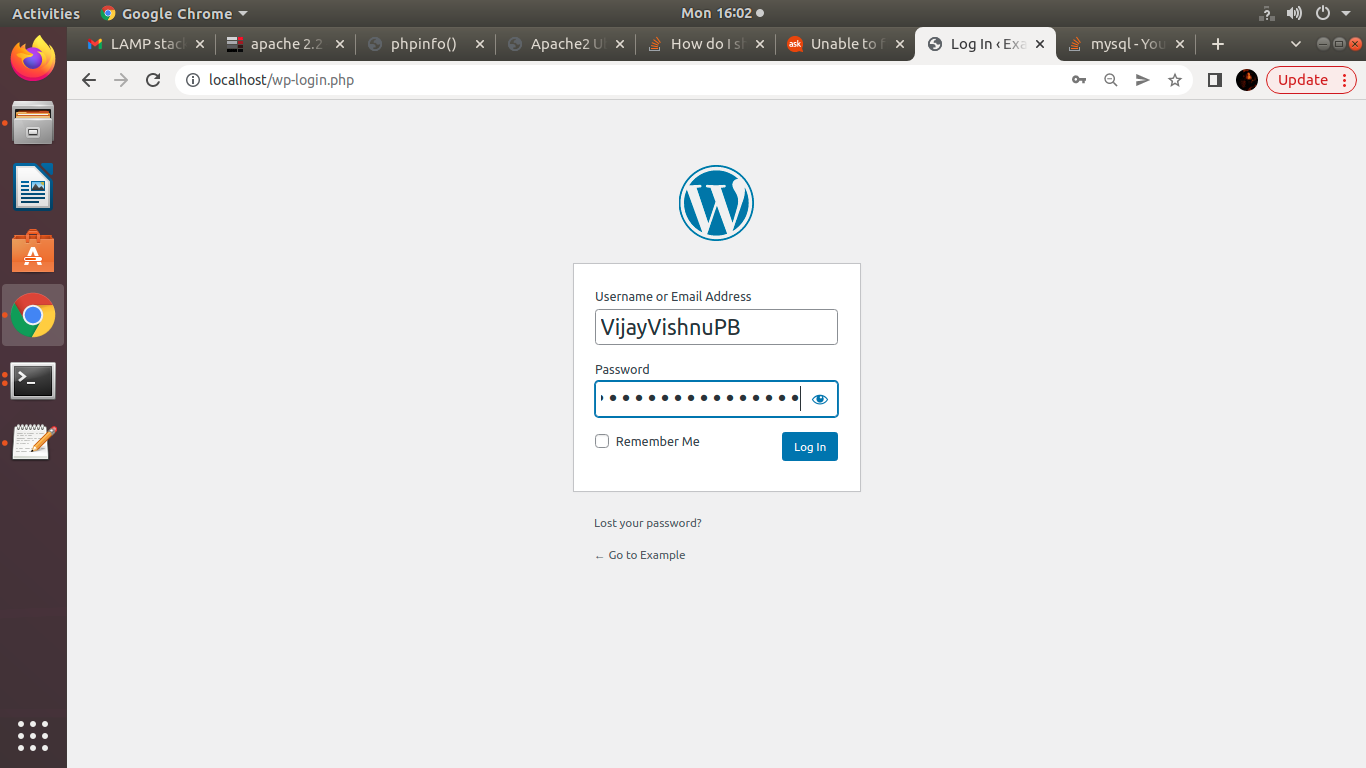 Activities Google Chrome Mon 16:02
LAMP stac apache 2.2 phpinfo() Apache2 U How do I s Unable to f Log In ‹ Exa mysql - You
localhost/wp-login.php Update
Username or Email Address
VijayVishnuPB
Password
Remember Me Log In
Lost your password?
← Go to Example